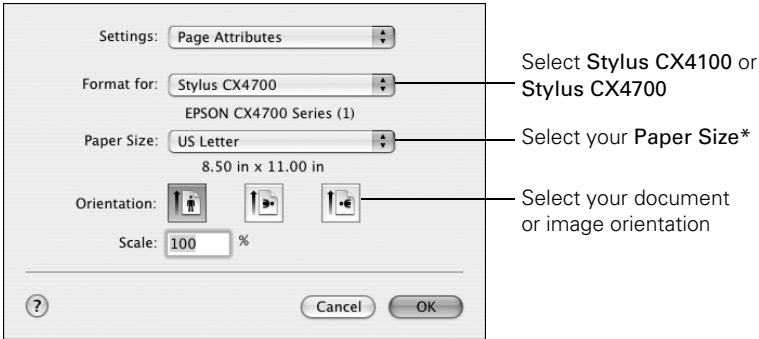 Settings: Page Attributes
Format for: Stylus CX4700
EPSON CX4700 Series (1)
Paper Size: US Letter
8.50 in x 11.00 in
Orientation:
Scale: 100 %
? Cancel OK
Select Stylus CX4100 or
Stylus CX4700
Select your Paper Size*
Select your document
or image orientation